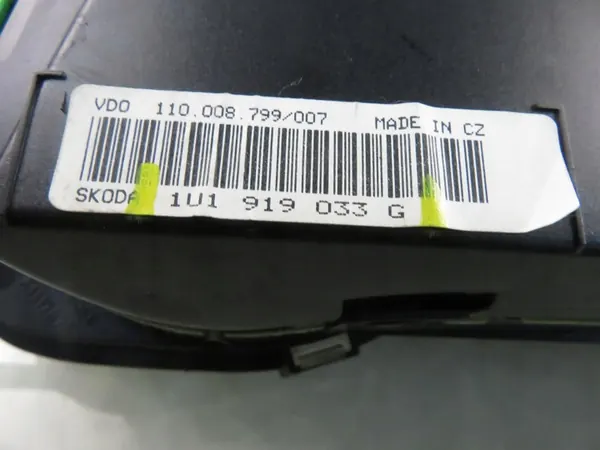 VDO 110.008.799/007 MADE IN CZ
SKODA 1U1 919 033 G